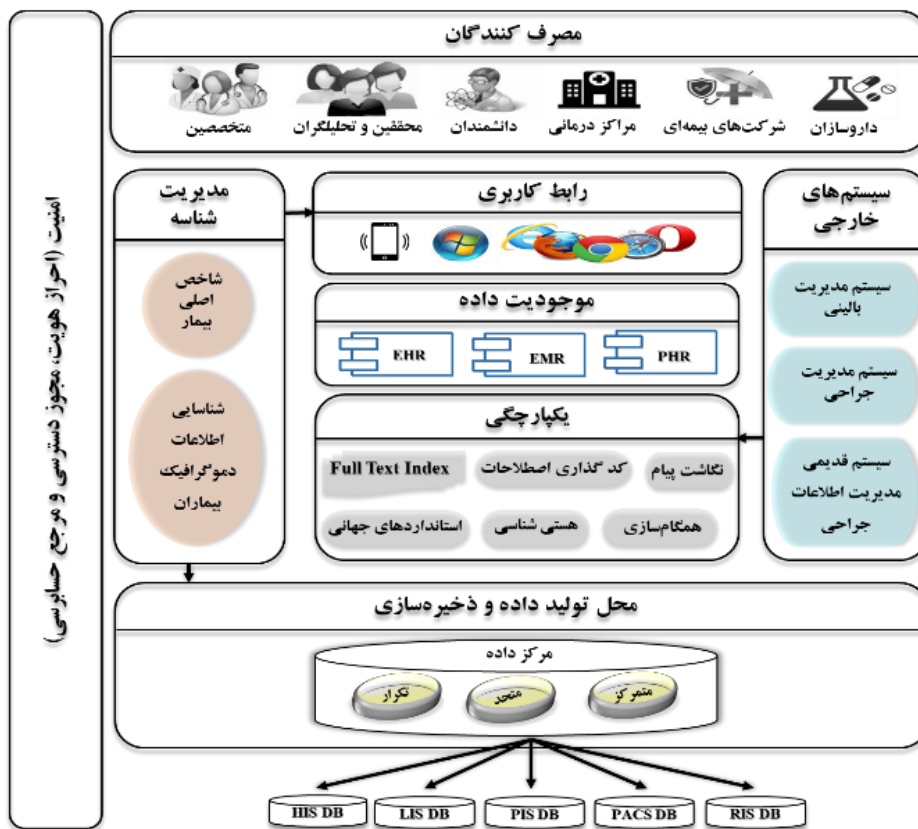 مصرف کنندگان
داروسازان
شرکت‌های بیمه‌ای
مراکز درمانی
دانشمندان
محققین و تحلیلگران
متخصصین
امنیت (احراز هویت، مجوز دسترسی و مرجع حسابرسی)
سیستم‌های
خارجی
سیستم مدیریت
بالینی
سیستم مدیریت
جراحی
سیستم قدیمی
مدیریت اطلاعات
جراحی
رابط کاربری
موجودیت داده
PHR
EMR
EHR
یکپارچگی
نگاشت پیام
کد گذاری اصطلاحات
Full Text Index
همگام‌سازی
هستی شناسی
استانداردهای جهانی
مدیریت
شناسه
شاخص
اصلی
بیمار
شناسایی
اطلاعات
دموگرافیک
بیماران
محل تولید داده و ذخیره‌سازی
مرکز داده
متمرکز
متحد
تکرار
HIS DB
LIS DB
PIS DB
PACS DB
RIS DB